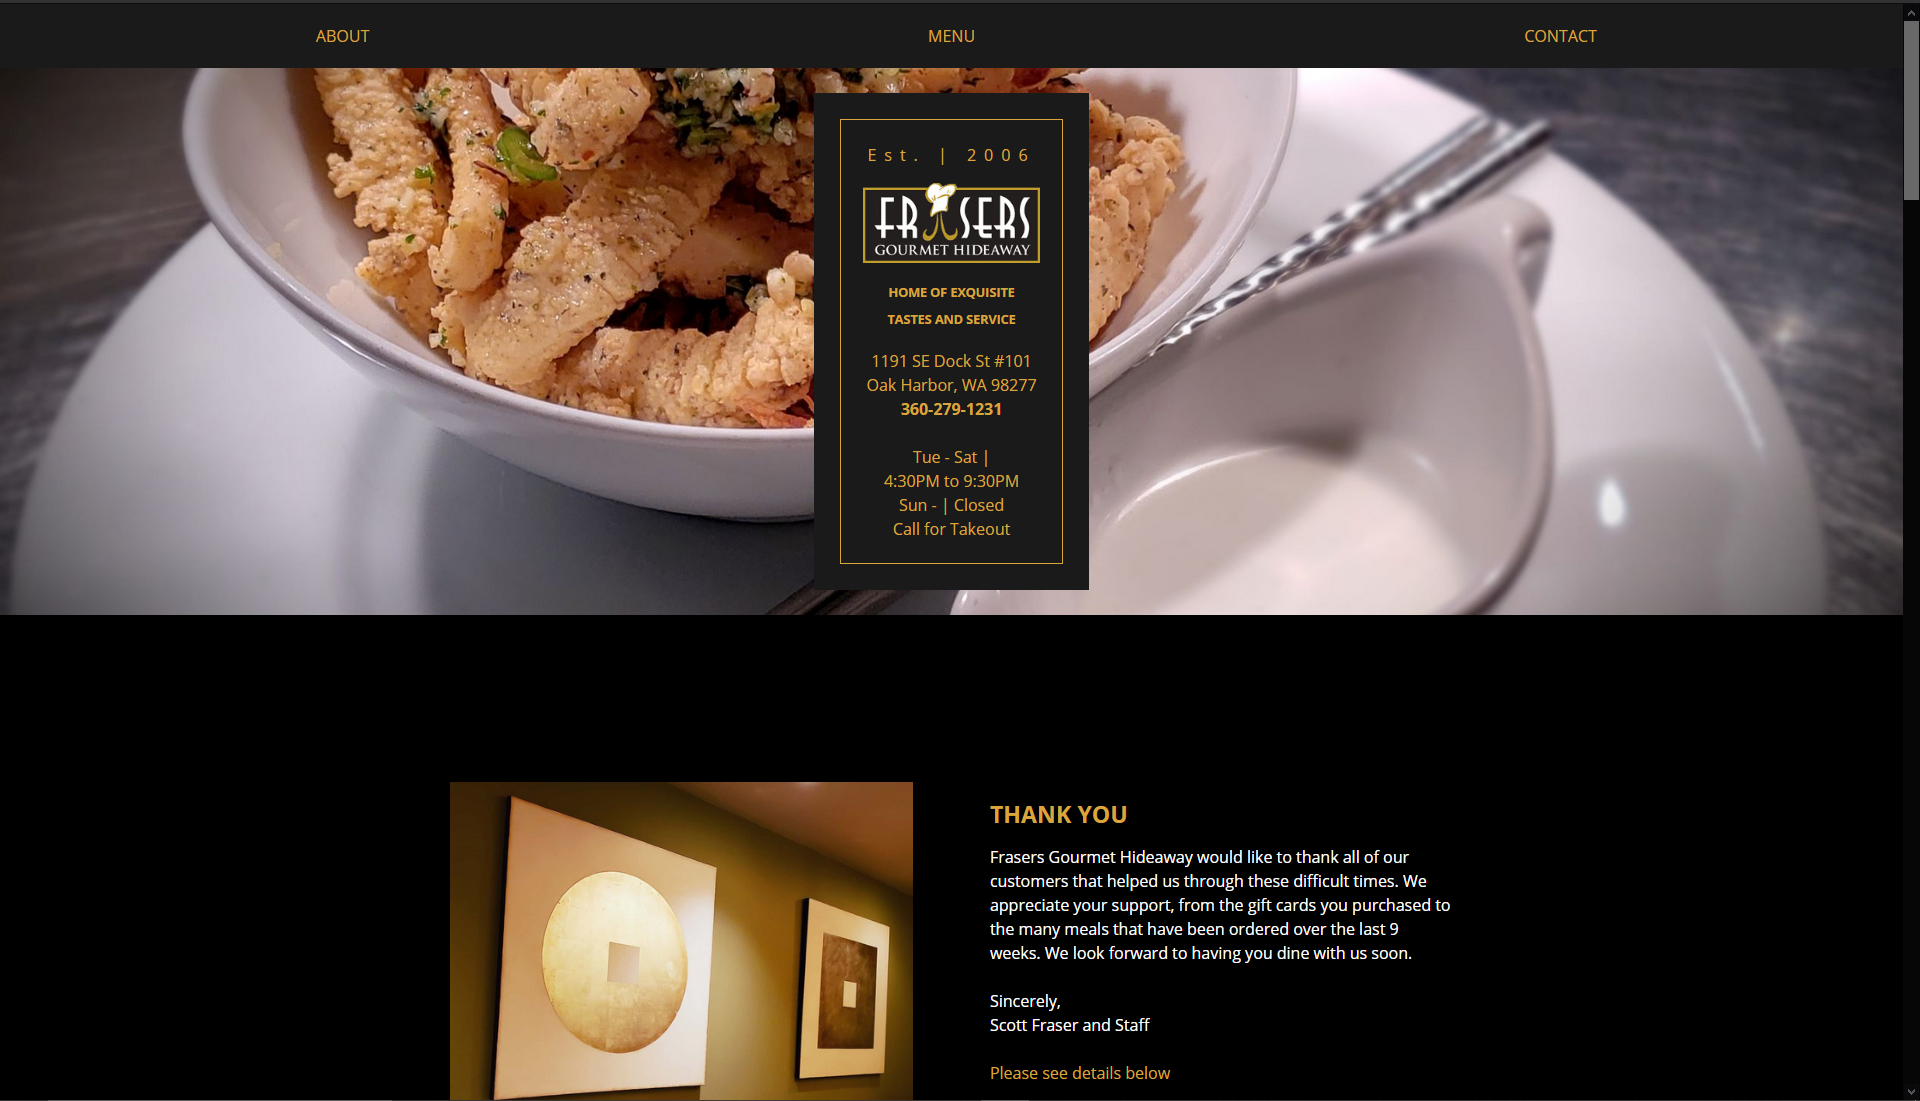 ABOUT
MENU
CONTACT
Est. | 2006
FRASERS
GOURMET HIDEAWAY
HOME OF EXQUISITE
TASTES AND SERVICE
1191 SE Dock St #101
Oak Harbor, WA 98277
360-279-1231
Tue - Sat |
4:30PM to 9:30PM
Sun - | Closed
Call for Takeout
THANK YOU
Frasers Gourmet Hideaway would like to thank all of our
customers that helped us through these difficult times. We
appreciate your support, from the gift cards you purchased to
the many meals that have been ordered over the last 9
weeks. We look forward to having you dine with us soon.
Sincerely,
Scott Fraser and Staff
Please see details below